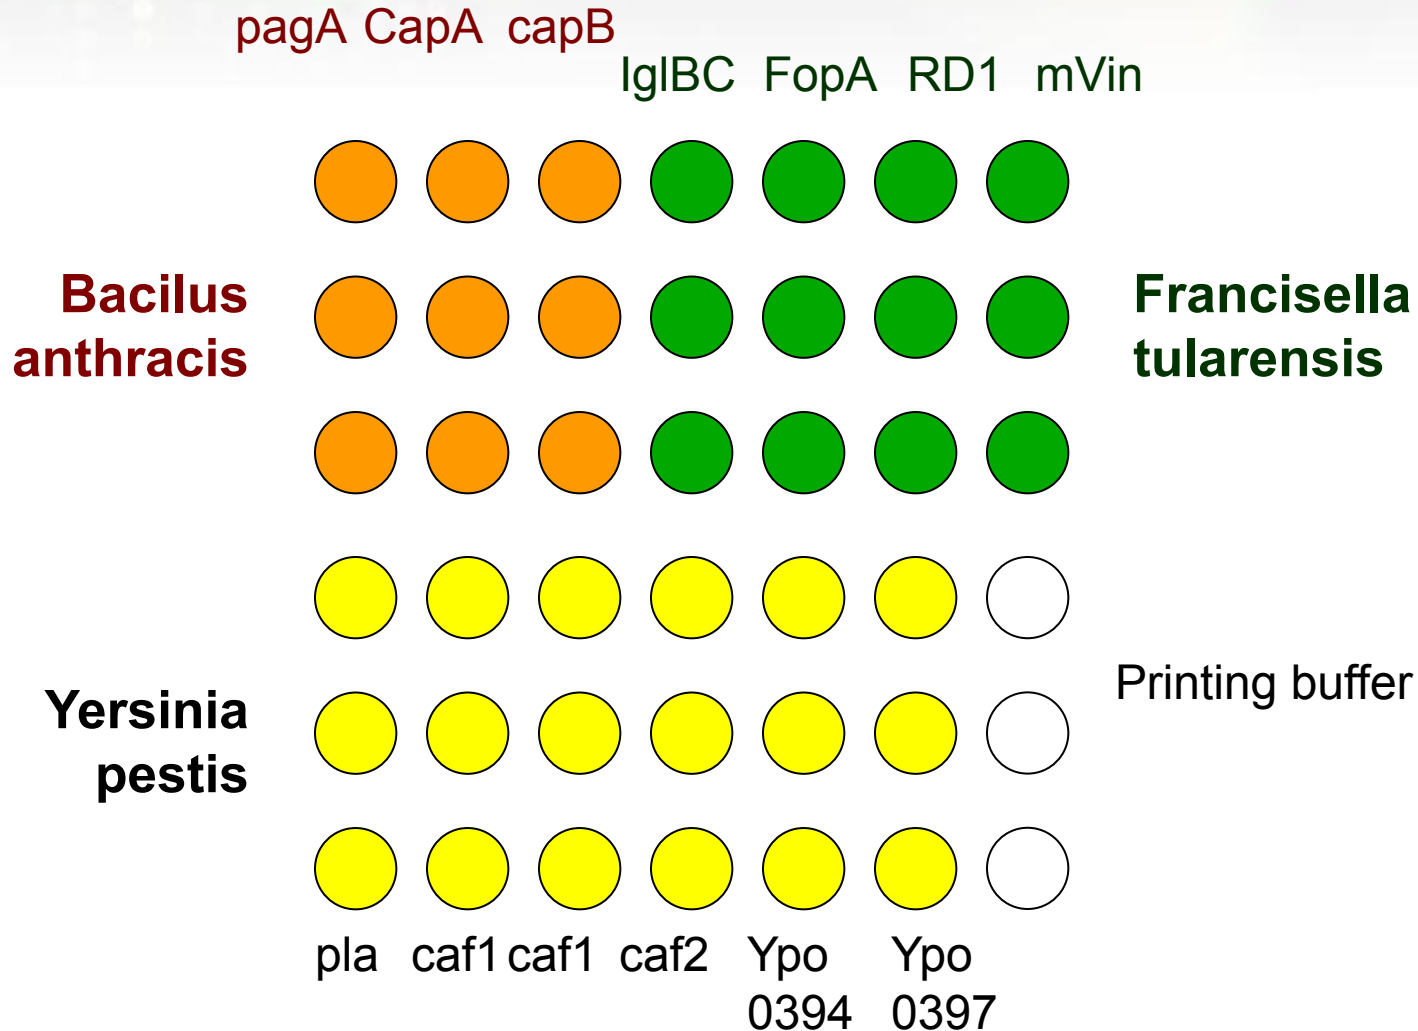 pagA CapA capB
IglBC FopA RD1 mVin
Bacilus
anthracis
Francisella
tularensis
Printing buffer
Yersinia
pestis
pla caf1 caf1 caf2 Ypo Ypo
0394 0397